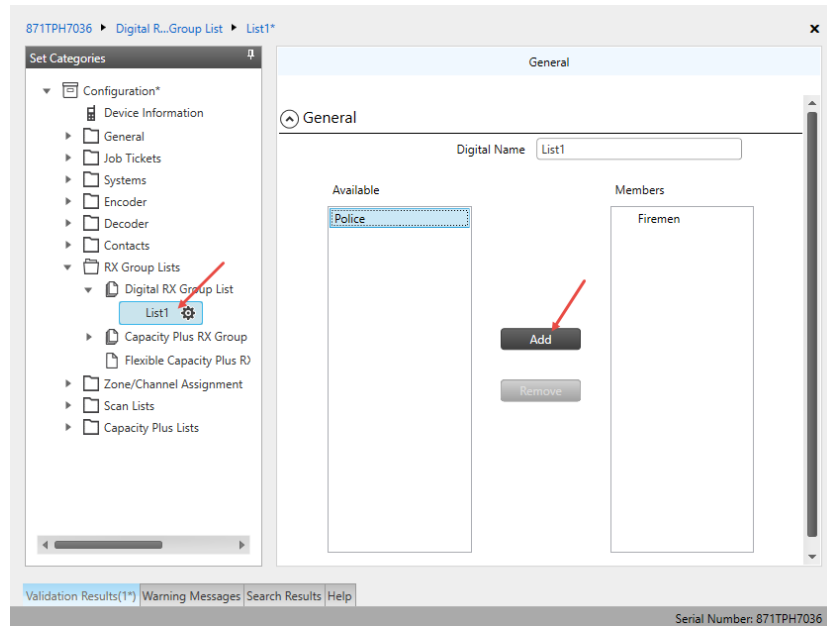 871TPH7036 ▸ Digital R...Group List ▸ List1*
Set Categories
Configuration*
Device Information
General
Job Tickets
Systems
Encoder
Decoder
Contacts
RX Group Lists
Digital RX Group List
List1
Capacity Plus RX Group
Flexible Capacity Plus R
Zone/Channel Assignment
Scan Lists
Capacity Plus Lists
General
General
Digital Name List1
Available Members
Police Firemen
Add
Remove
Validation Results(1*) Warning Messages Search Results Help
Serial Number: 871TPH7036